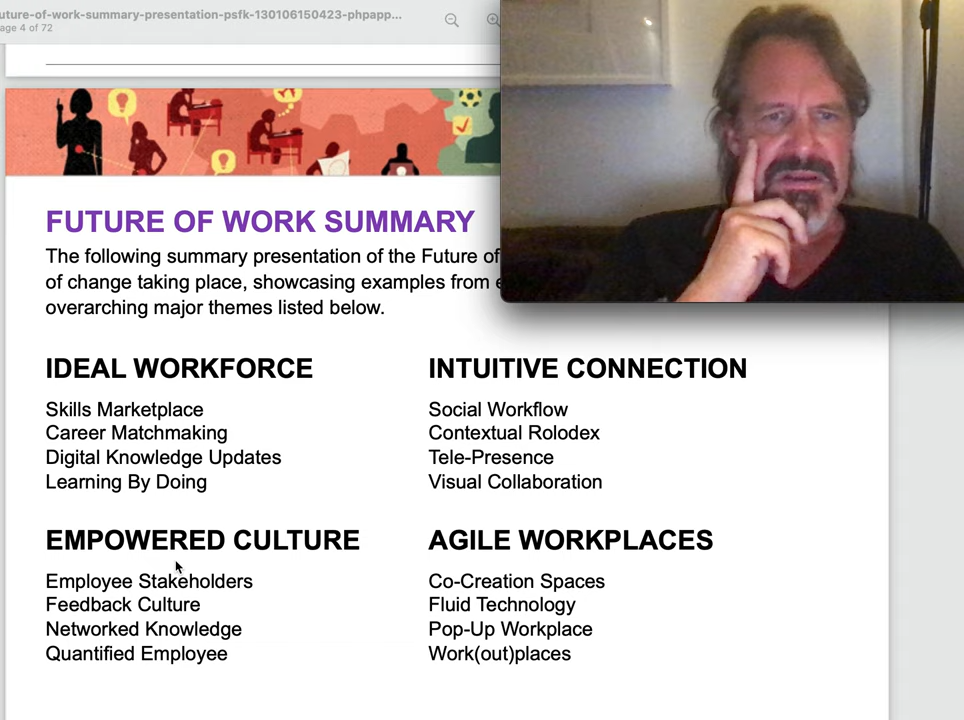 uture-of-work-summary-presentation-psfk-130106150423-phpapp...
age 4 of 72
FUTURE OF WORK SUMMARY
The following summary presentation of the Future of
of change taking place, showcasing examples from
overarching major themes listed below.
IDEAL WORKFORCE
Skills Marketplace
Career Matchmaking
Digital Knowledge Updates
Learning By Doing
INTUITIVE CONNECTION
Social Workflow
Contextual Rolodex
Tele-Presence
Visual Collaboration
EMPOWERED CULTURE
Employee Stakeholders
Feedback Culture
Networked Knowledge
Quantified Employee
AGILE WORKPLACES
Co-Creation Spaces
Fluid Technology
Pop-Up Workplace
Work(out)places